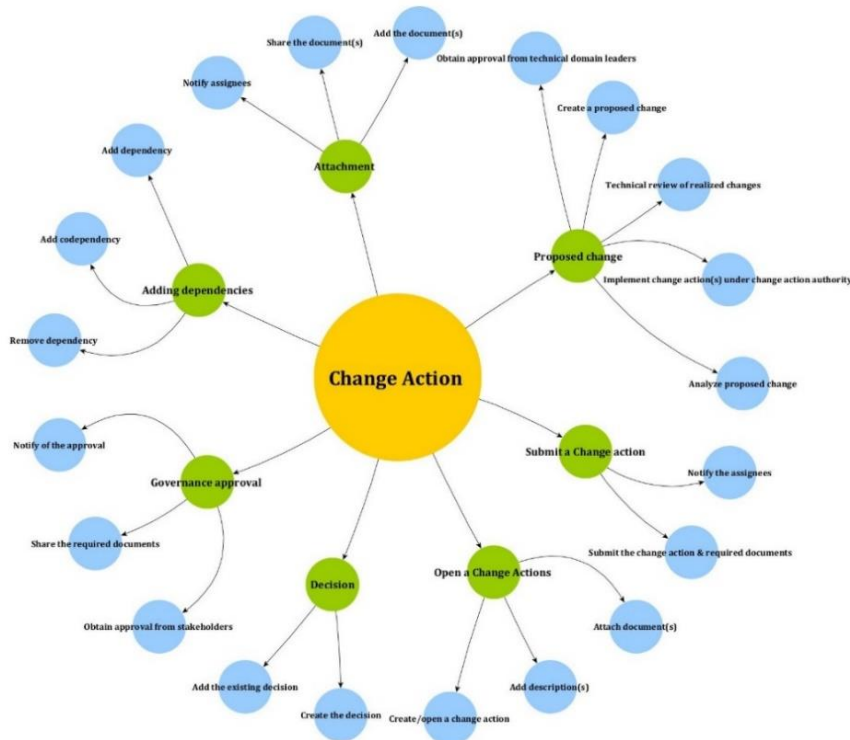 Add the document(s)
Share the document(s)
Obtain approval from technical domain leaders
Notify assignees
Create a proposed change
Add dependency
Attachment
Technical review of realized changes
Add codependency
Proposed change
Implement change action(s) under change action authority
Adding dependencies
Remove dependency
Change Action
Analyze proposed change
Notify of the approval
Submit a Change action
Notify the assignees
Governance approval
Share the required documents
Submit the change action & required documents
Open a Change Actions
Decision
Obtain approval from stakeholders
Attach document(s)
Add the existing decision
Add description(s)
Create the decision
Create/open a change action